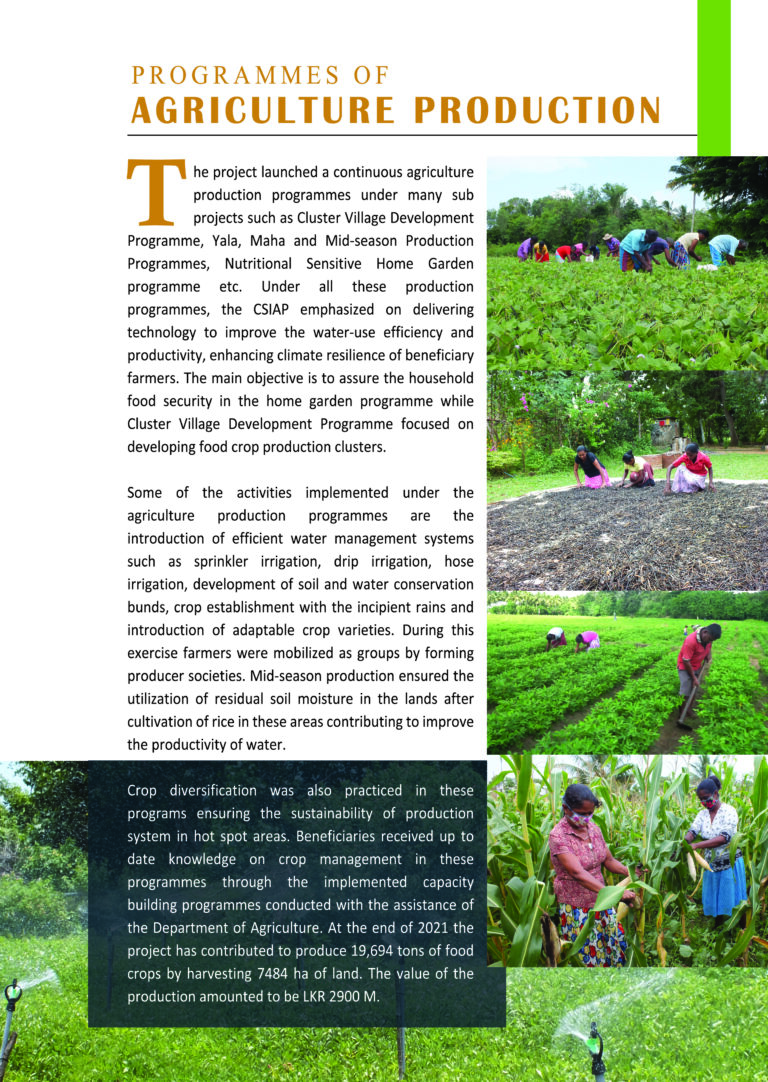 PROGRAMMES OF
AGRICULTURE PRODUCTION
The project launched a continuous agriculture
production programmes under many sub
projects such as Cluster Village Development
Programme, Yala, Maha and Mid-season Production
Programmes, Nutritional Sensitive Home Garden
programme etc. Under all these production
programmes, the CSIAP emphasized on delivering
technology to improve the water-use efficiency and
productivity, enhancing climate resilience of beneficiary
farmers. The main objective is to assure the household
food security in the home garden programme while
Cluster Village Development Programme focused on
developing food crop production clusters.
Some of the activities implemented under the
agriculture production programmes are the
introduction of efficient water management systems
such as sprinkler irrigation, drip irrigation, hose
irrigation, development of soil and water conservation
bunds, crop establishment with the incipient rains and
introduction of adaptable crop varieties. During this
exercise farmers were mobilized as groups by forming
producer societies. Mid-season production ensured the
utilization of residual soil moisture in the lands after
cultivation of rice in these areas contributing to improve
the productivity of water.
Crop diversification was also practiced in these
programs ensuring the sustainability of production
system in hot spot areas. Beneficiaries received up to
date knowledge on crop management in these
programmes through the implemented capacity
building programmes conducted with the assistance of
the Department of Agriculture. At the end of 2021 the
project has contributed to produce 19,694 tons of food
crops by harvesting 7484 ha of land. The value of the
production amounted to be LKR 2900 M.